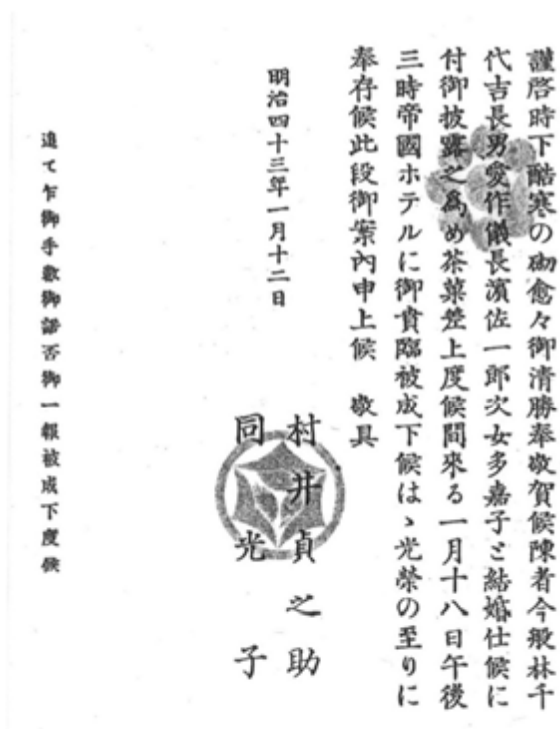 謹啓時下酷寒の砌愈々御清勝奉敬賀候陳者今般林千
代吉長男愛作儀長濱佐一郎次女多嘉子と結婚仕候に
付御披露之爲め茶菓差上度候間來る一月十八日午後
三時帝國ホテルに御賁臨被成下候はゝ光榮の至りに
奉存候此段御案內申上候 敬具
明治四十三年一月十二日
村井貞之助
同 光子
追て乍御手數御諾否御一報被成下度候